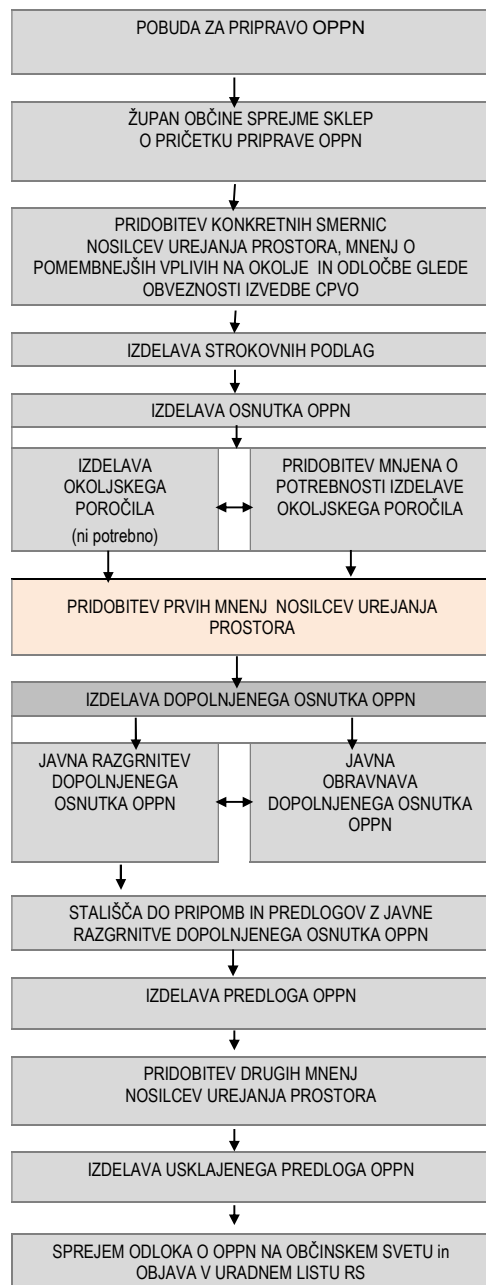 POBUDA ZA PRIPRAVO OPPN
ŽUPAN OBČINE SPREJME SKLEP
O PRIČETKU PRIPRAVE OPPN
PRIDOBITEV KONKRETNIH SMERNIC
NOSILCEV UREJANJA PROSTORA, MNENJ O
POMEMBNEJŠIH VPLIVIH NA OKOLJE IN ODLOČBE GLEDE
OBVEZNOSTI IZVEDBE CPVO
IZDELAVA STROKOVNIH PODLAG
IZDELAVA OSNUTKA OPPN
IZDELAVA
OKOLJSKEGA
POROČILA
(ni potrebno)
PRIDOBITEV MNJENA O
POTREBNOSTI IZDELAVE
OKOLJSKEGA POROČILA
PRIDOBITEV PRVIH MNENJ NOSILCEV UREJANJA
PROSTORA
IZDELAVA DOPOLNJENEGA OSNUTKA OPPN
JAVNA RAZGRNITEV
DOPOLNJENEGA
OSNUTKA OPPN
JAVNA
OBRAVNAVA
DOPOLNJENEGA OSNUTKA
OPPN
STALIŠČA DO PRIPOMB IN PREDLOGOV Z JAVNE
RAZGRNITVE DOPOLNJENEGA OSNUTKA OPPN
IZDELAVA PREDLOGA OPPN
PRIDOBITEV DRUGIH MNENJ
NOSILCEV UREJANJA PROSTORA
IZDELAVA USKLAJENEGA PREDLOGA OPPN
SPREJEM ODLOKA O OPPN NA OBČINSKEM SVETU in
OBJAVA V URADNEM LISTU RS